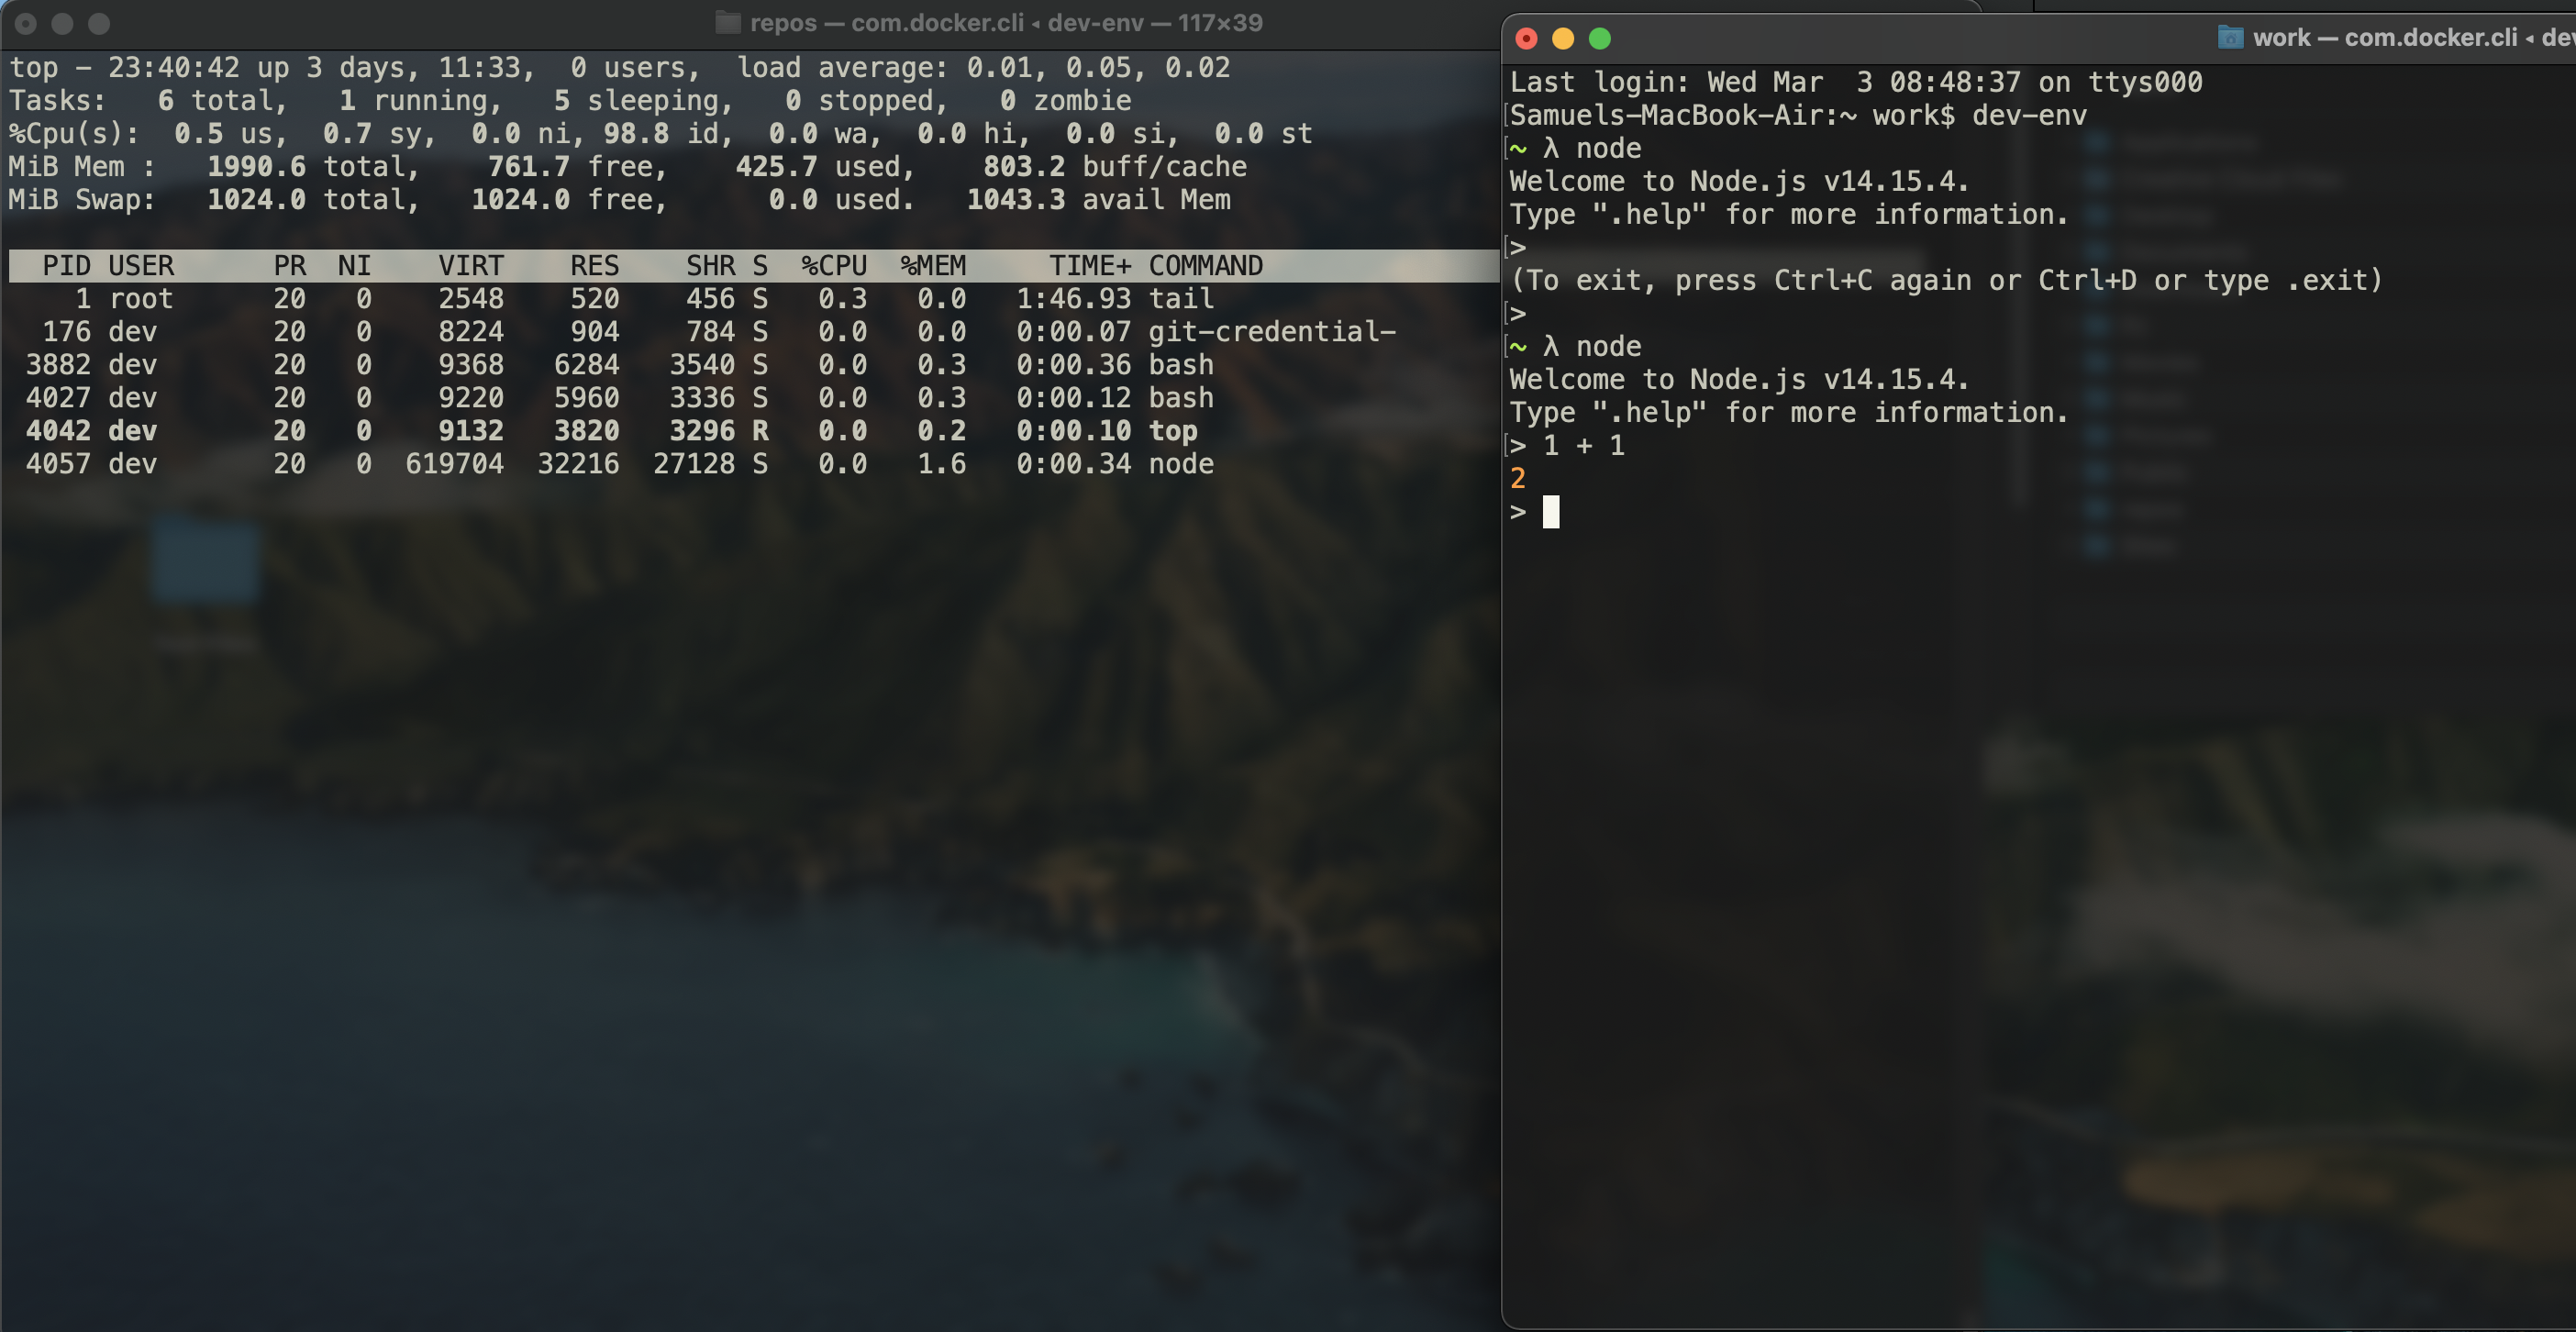 repos — com.docker.cli ◂ dev-env — 117×39
top - 23:40:42 up 3 days, 11:33,  0 users,  load average: 0.01, 0.05, 0.02
Tasks:   6 total,   1 running,   5 sleeping,   0 stopped,   0 zombie
%Cpu(s):  0.5 us,  0.7 sy,  0.0 ni, 98.8 id,  0.0 wa,  0.0 hi,  0.0 si,  0.0 st
MiB Mem :   1990.6 total,    761.7 free,    425.7 used,    803.2 buff/cache
MiB Swap:   1024.0 total,   1024.0 free,      0.0 used.   1043.3 avail Mem
PID USER      PR  NI    VIRT    RES    SHR S  %CPU  %MEM     TIME+ COMMAND
1 root      20   0    2548    520    456 S   0.3   0.0   1:46.93 tail
176 dev       20   0    8224    904    784 S   0.0   0.0   0:00.07 git-credential-
3882 dev       20   0    9368   6284   3540 S   0.0   0.3   0:00.36 bash
4027 dev       20   0    9220   5960   3336 S   0.0   0.3   0:00.12 bash
4042 dev       20   0    9132   3820   3296 R   0.0   0.2   0:00.10 top
4057 dev       20   0  619704  32216  27128 S   0.0   1.6   0:00.34 node
work — com.docker.cli ◂ dev
Last login: Wed Mar  3 08:48:37 on ttys000
Samuels-MacBook-Air:~ work$ dev-env
~ λ node
Welcome to Node.js v14.15.4.
Type ".help" for more information.
>
(To exit, press Ctrl+C again or Ctrl+D or type .exit)
>
~ λ node
Welcome to Node.js v14.15.4.
Type ".help" for more information.
> 1 + 1
2
>